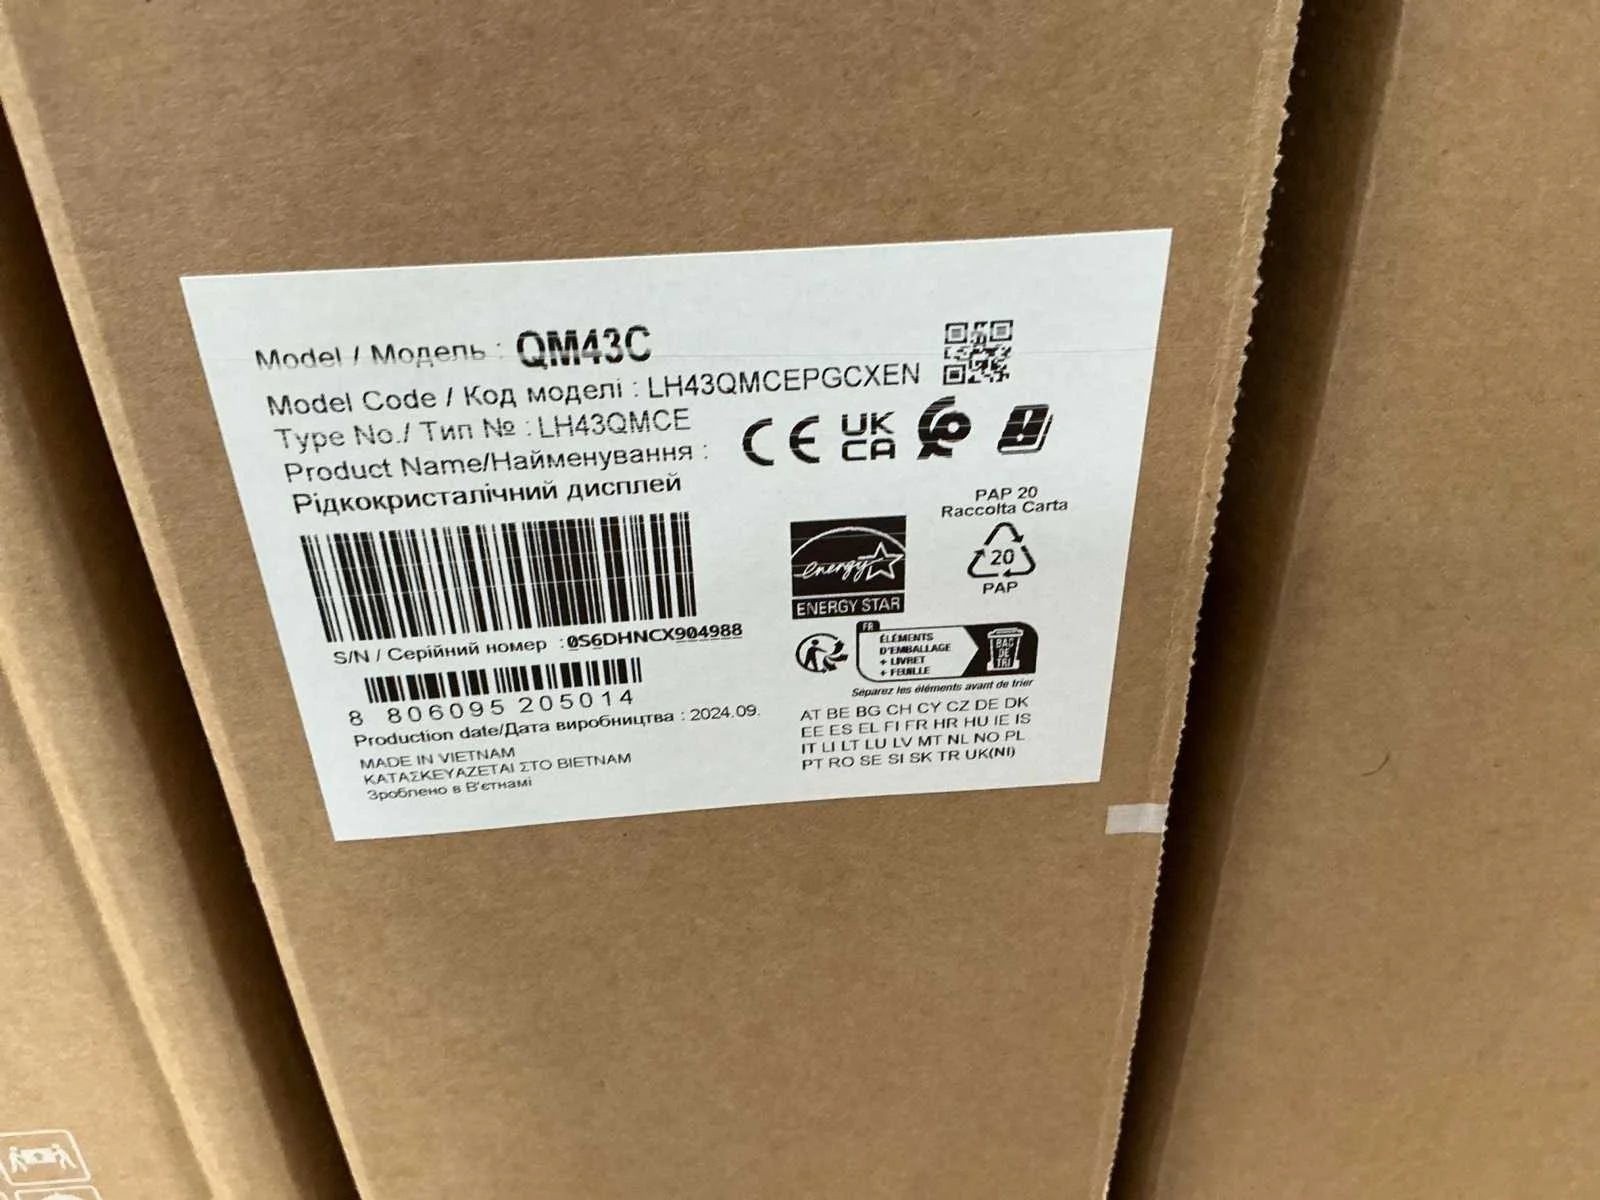 Model / Модель : QM43C
Model Code / Код моделі : LH43QMCEPGCXEN
Type No./ Тип № : LH43QMCE
Product Name/Найменування :
Рідкокристалічний дисплей
CE UK CA
PAP 20
Raccolta Carta
20
PAP
energy
ENERGY STAR
S/N / Серійний номер : 0S6DHNCX904988
8 806095 205014
Production date/Дата виробництва : 2024.09.
MADE IN VIETNAM
ΚΑΤΑΣΚΕΥΑΖΕΤΑΙ ΣΤΟ ΒΙΕΤΝΑΜ
Зроблено в В'єтнамі
FR
ÉLÉMENTS
D'EMBALLAGE
+ LIVRET
+ FEUILLE
BAC
DE
TRI
Séparez les éléments avant de trier
AT BE BG CH CY CZ DE DK
EE ES EL FI FR HR HU IE IS
IT LI LT LU LV MT NL NO PL
PT RO SE SI SK TR UK(NI)